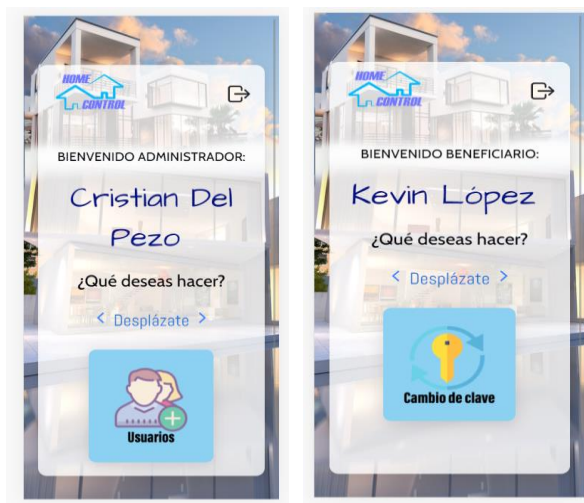 HOME
CONTROL
BIENVENIDO ADMINISTRADOR:
Cristian Del
Pezo
¿Qué deseas hacer?
< Desplázate >
Usuarios
HOME
CONTROL
BIENVENIDO BENEFICIARIO:
Kevin López
¿Qué deseas hacer?
< Desplázate >
Cambio de clave